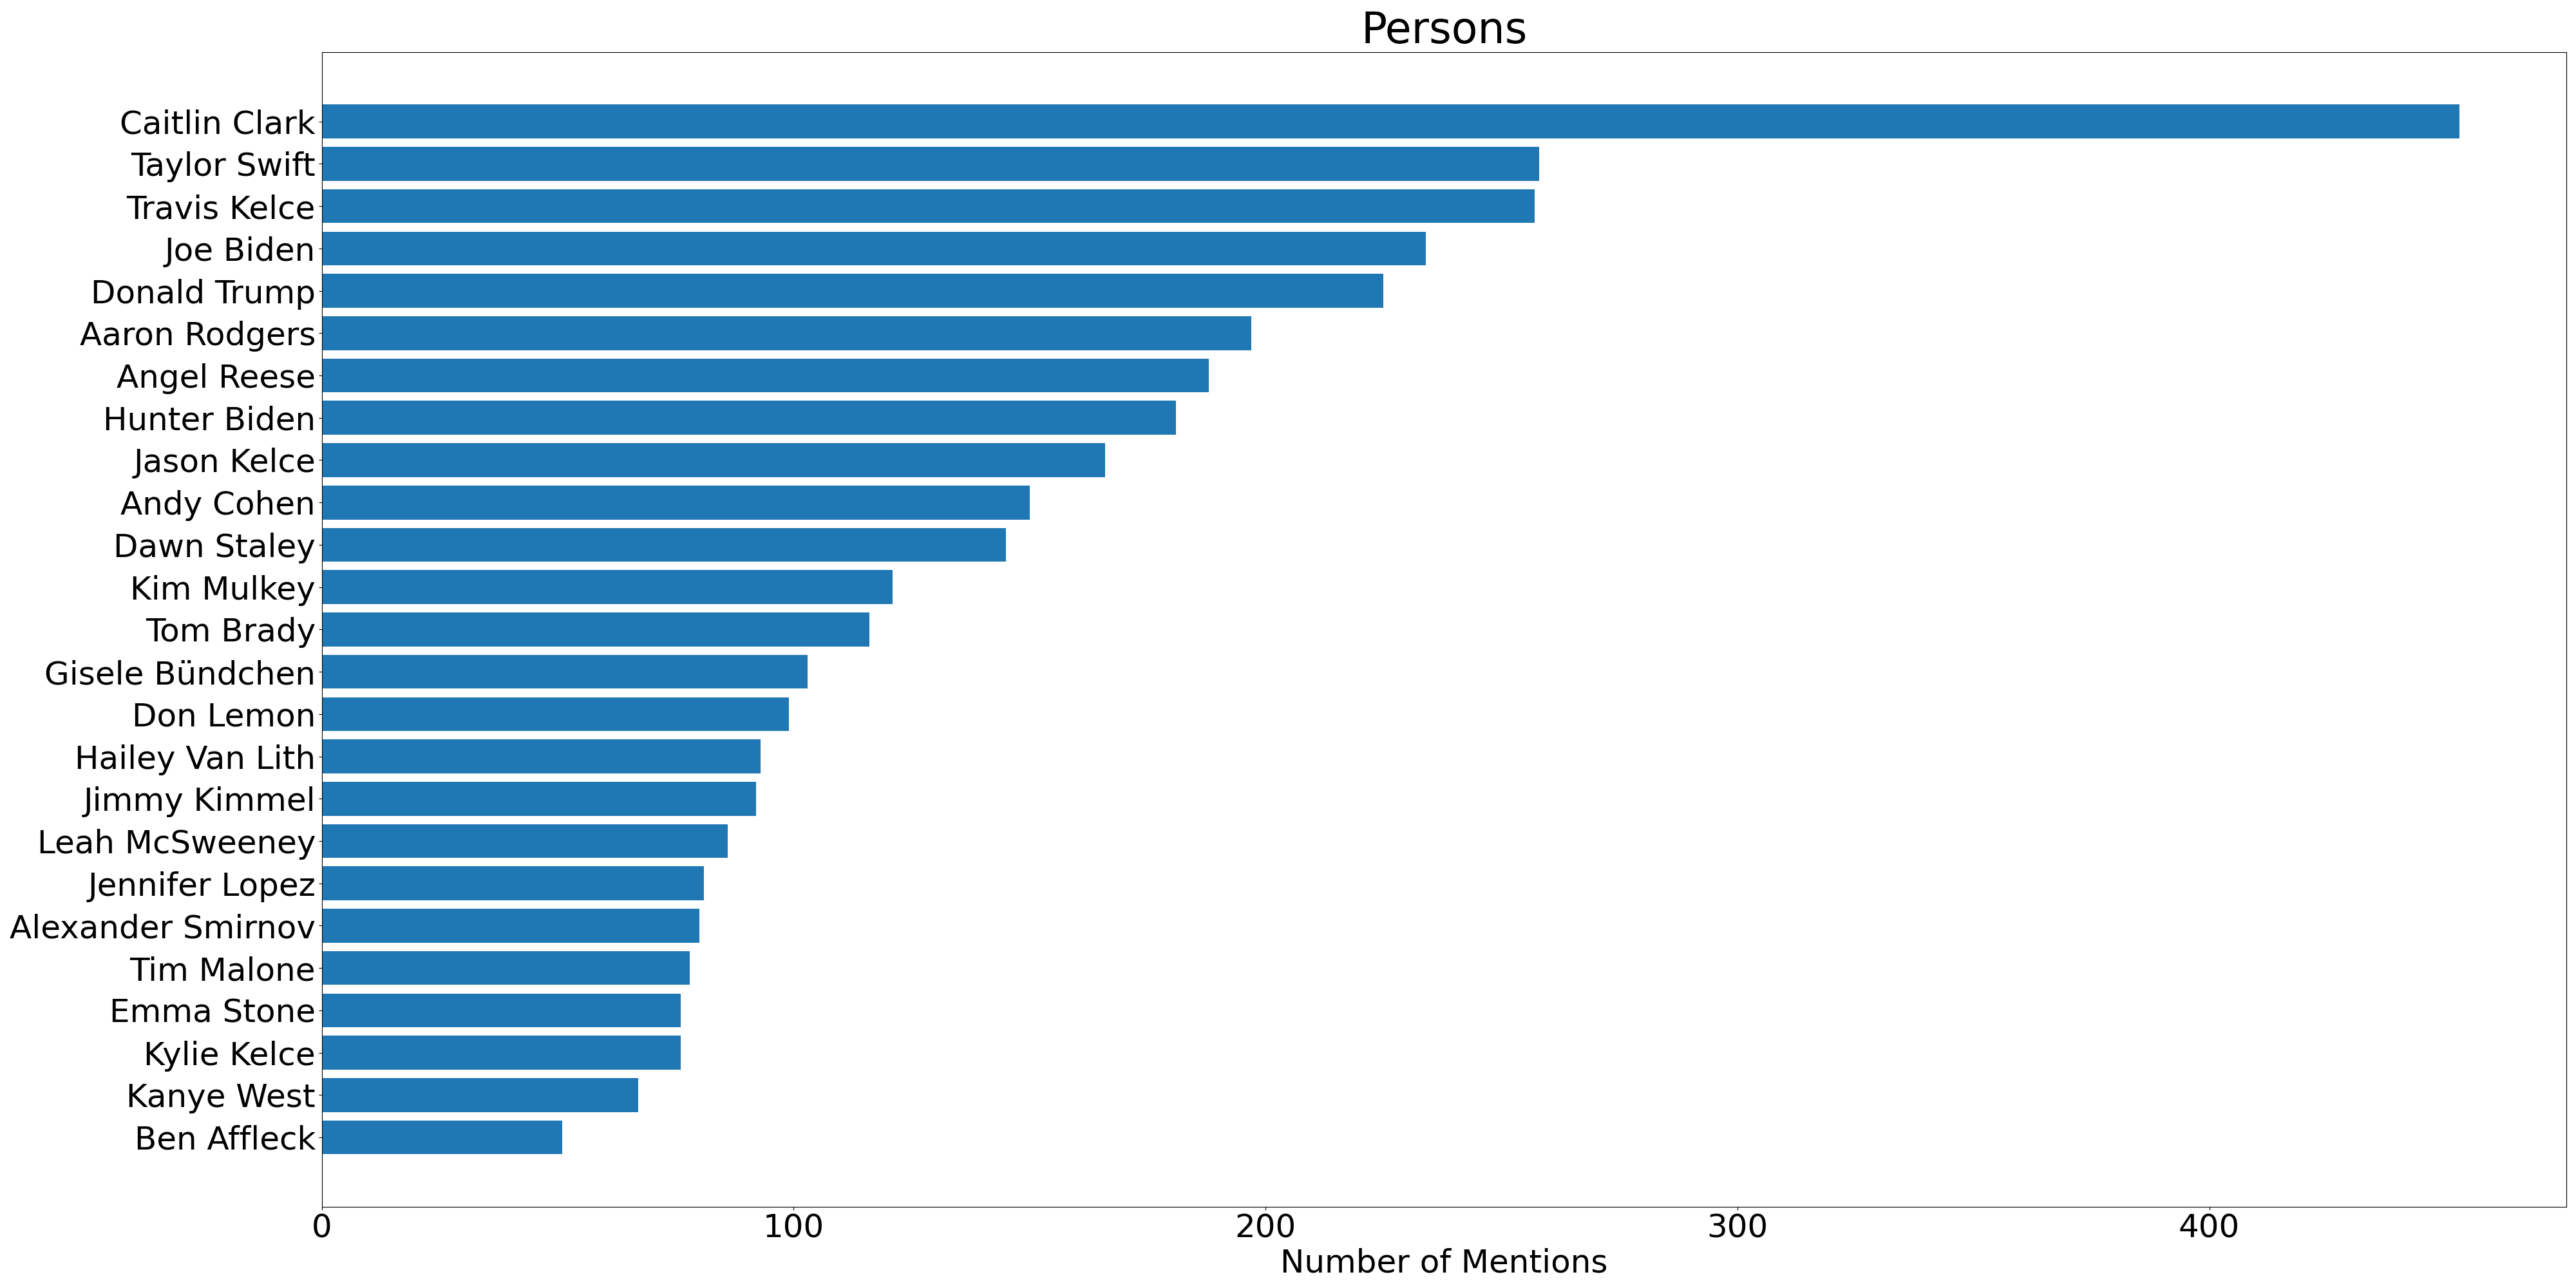 Persons
Caitlin Clark
Taylor Swift
Travis Kelce
Joe Biden
Donald Trump
Aaron Rodgers
Angel Reese
Hunter Biden
Jason Kelce
Andy Cohen
Dawn Staley
Kim Mulkey
Tom Brady
Gisele Bündchen
Don Lemon
Hailey Van Lith
Jimmy Kimmel
Leah McSweeney
Jennifer Lopez
Alexander Smirnov
Tim Malone
Emma Stone
Kylie Kelce
Kanye West
Ben Affleck
0 100 200 300 400
Number of Mentions